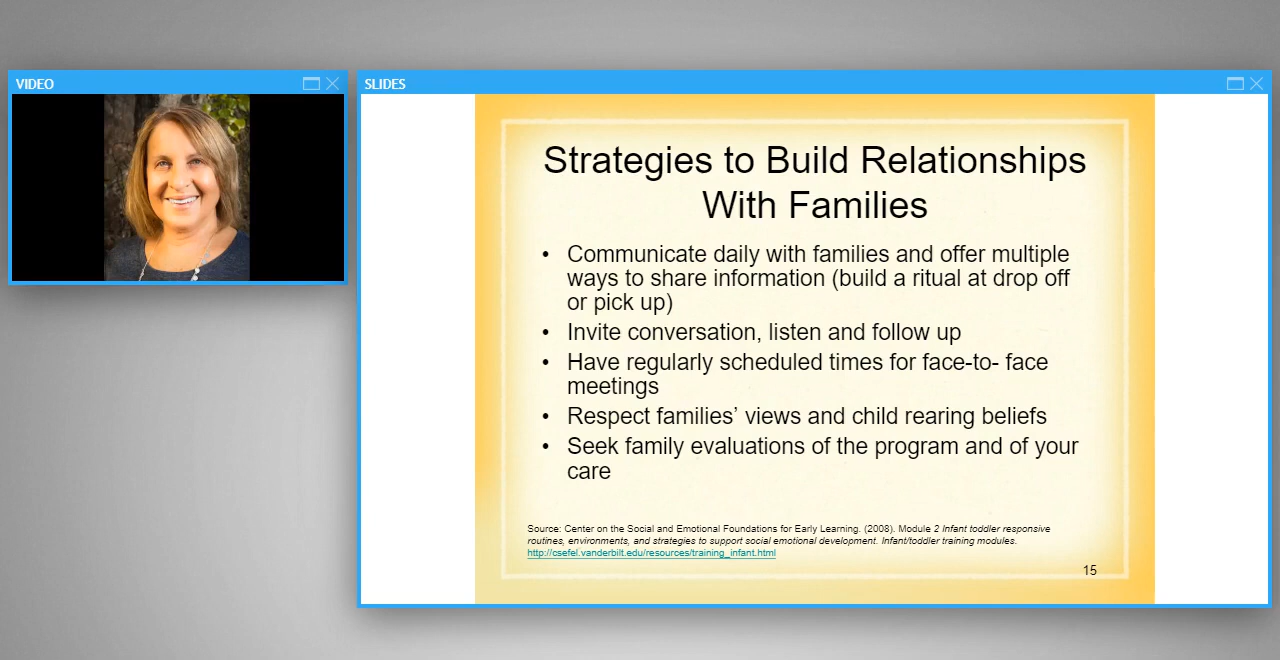 VIDEO
SLIDES
Strategies to Build Relationships
With Families
• Communicate daily with families and offer multiple
ways to share information (build a ritual at drop off
or pick up)
• Invite conversation, listen and follow up
• Have regularly scheduled times for face-to- face
meetings
• Respect families’ views and child rearing beliefs
• Seek family evaluations of the program and of your
care
Source: Center on the Social and Emotional Foundations for Early Learning. (2008). Module 2 Infant toddler responsive
routines, environments, and strategies to support social emotional development. Infant/toddler training modules.
http://csefel.vanderbilt.edu/resources/training_infant.html
15